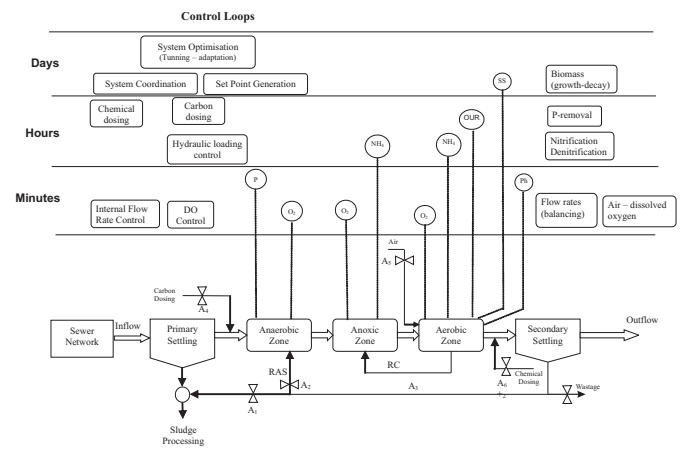 Control Loops
Days
System Optimisation
(Tunning – adaptation)
System Coordination
Set Point Generation
SS
Biomass
(growth-decay)
Hours
Chemical
dosing
Carbon
dosing
Hydraulic loading
control
NH₄
NH₄
OUR
P-removal
Nitrification
Denitrification
Minutes
Internal Flow
Rate Control
DO
Control
P
O₂
O₂
O₂
Ph
Flow rates
(balancing)
Air – dissolved
oxygen
Air
A₅
Carbon
Dosing
A₄
Sewer
Network
Inflow
Primary
Settling
Anaerobic
Zone
Anoxic
Zone
Aerobic
Zone
Secondary
Settling
Outflow
RAS
A₂
RC
A₃
A₆
+2
Chemical
Dosing
Wastage
A₁
Sludge
Processing